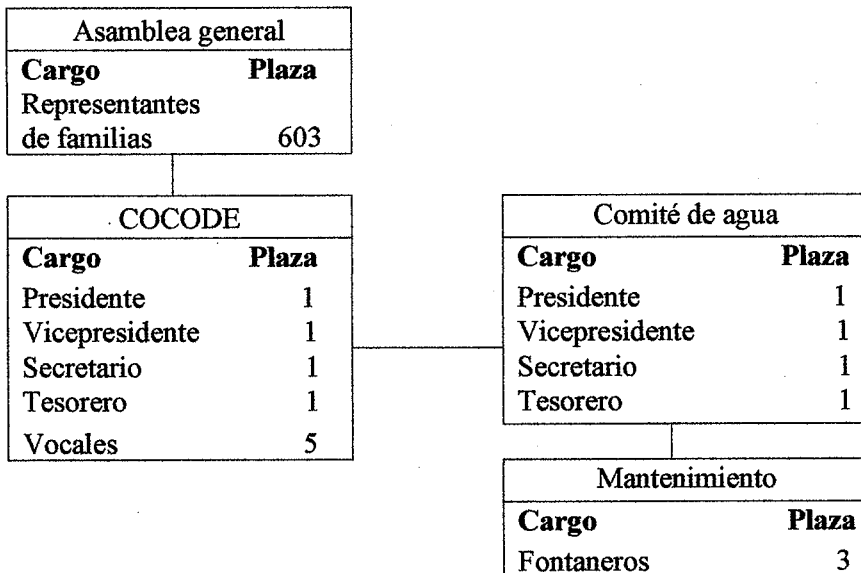 Asamblea general
Cargo Plaza
Representantes
de familias 603
COCODE
Cargo Plaza
Presidente 1
Vicepresidente 1
Secretario 1
Tesorero 1
Vocales 5
Comité de agua
Cargo Plaza
Presidente 1
Vicepresidente 1
Secretario 1
Tesorero 1
Mantenimiento
Cargo Plaza
Fontaneros 3